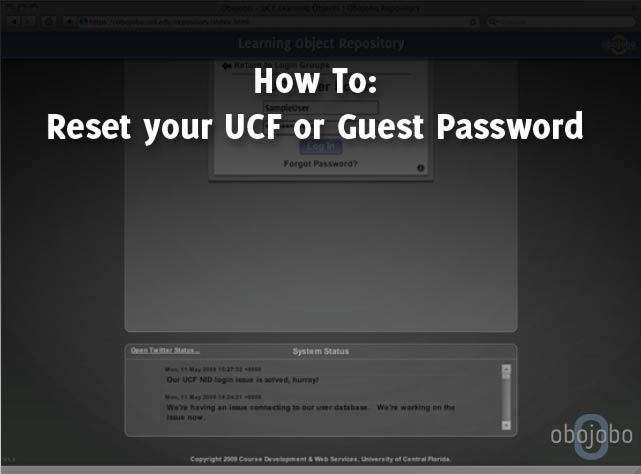 Obojobo - UCF Learning Objects | Obojobo Repository
https://obojobo.ucf.edu/repository/index.html
Learning Object Repository
obojobo
Return to Login Groups
How To:
Reset your UCF or Guest Password
SampleUser
Log In
Forgot Password?
Open Twitter Status...
System Status
Mon, 11 May 2009 15:27:32 +0000
Our UCF NID login issue is solved, hurray!
Mon, 11 May 2009 14:24:21 +0000
We're having an issue connecting to our user database. We're working on the
issue now.
obojobo
Copyright 2009 Course Development & Web Services, University of Central Florida.